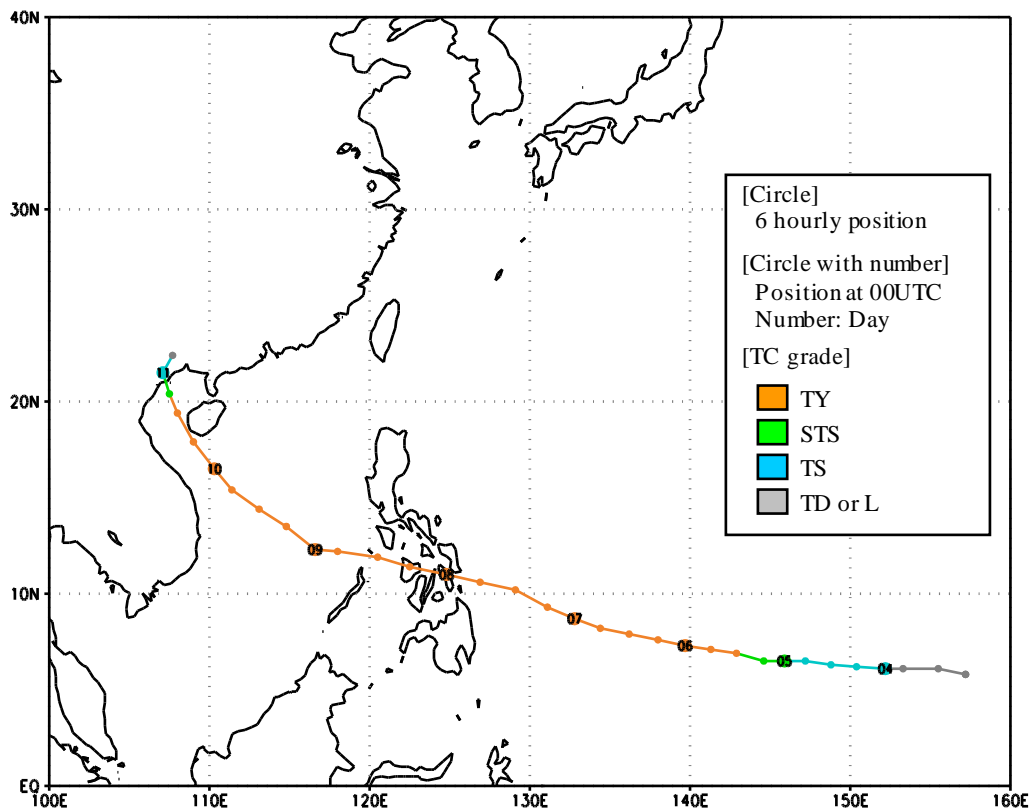 40N
30N
20N
10N
EQ
100E 110E 120E 130E 140E 150E 160E
[Circle]
6 hourly position
[Circle with number]
Position at 00UTC
Number: Day
[TC grade]
TY
STS
TS
TD or L
11
10
09
08
07
06
05
04